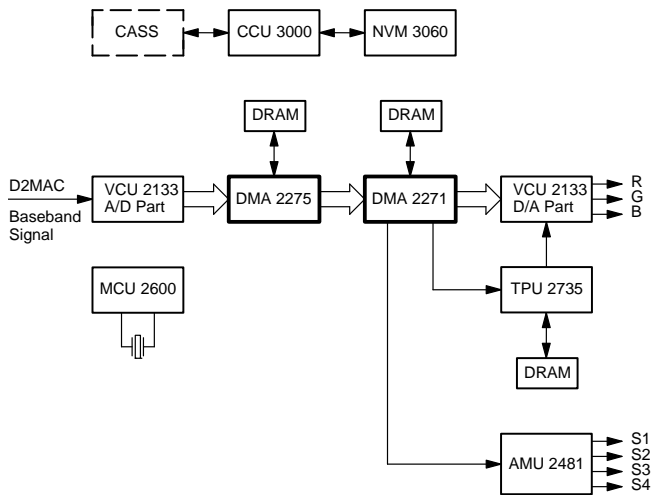 CASS
CCU 3000
NVM 3060
DRAM
DRAM
D2MAC
Baseband
Signal
VCU 2133
A/D Part
DMA 2275
DMA 2271
VCU 2133
D/A Part
R
G
B
MCU 2600
TPU 2735
DRAM
AMU 2481
S1
S2
S3
S4